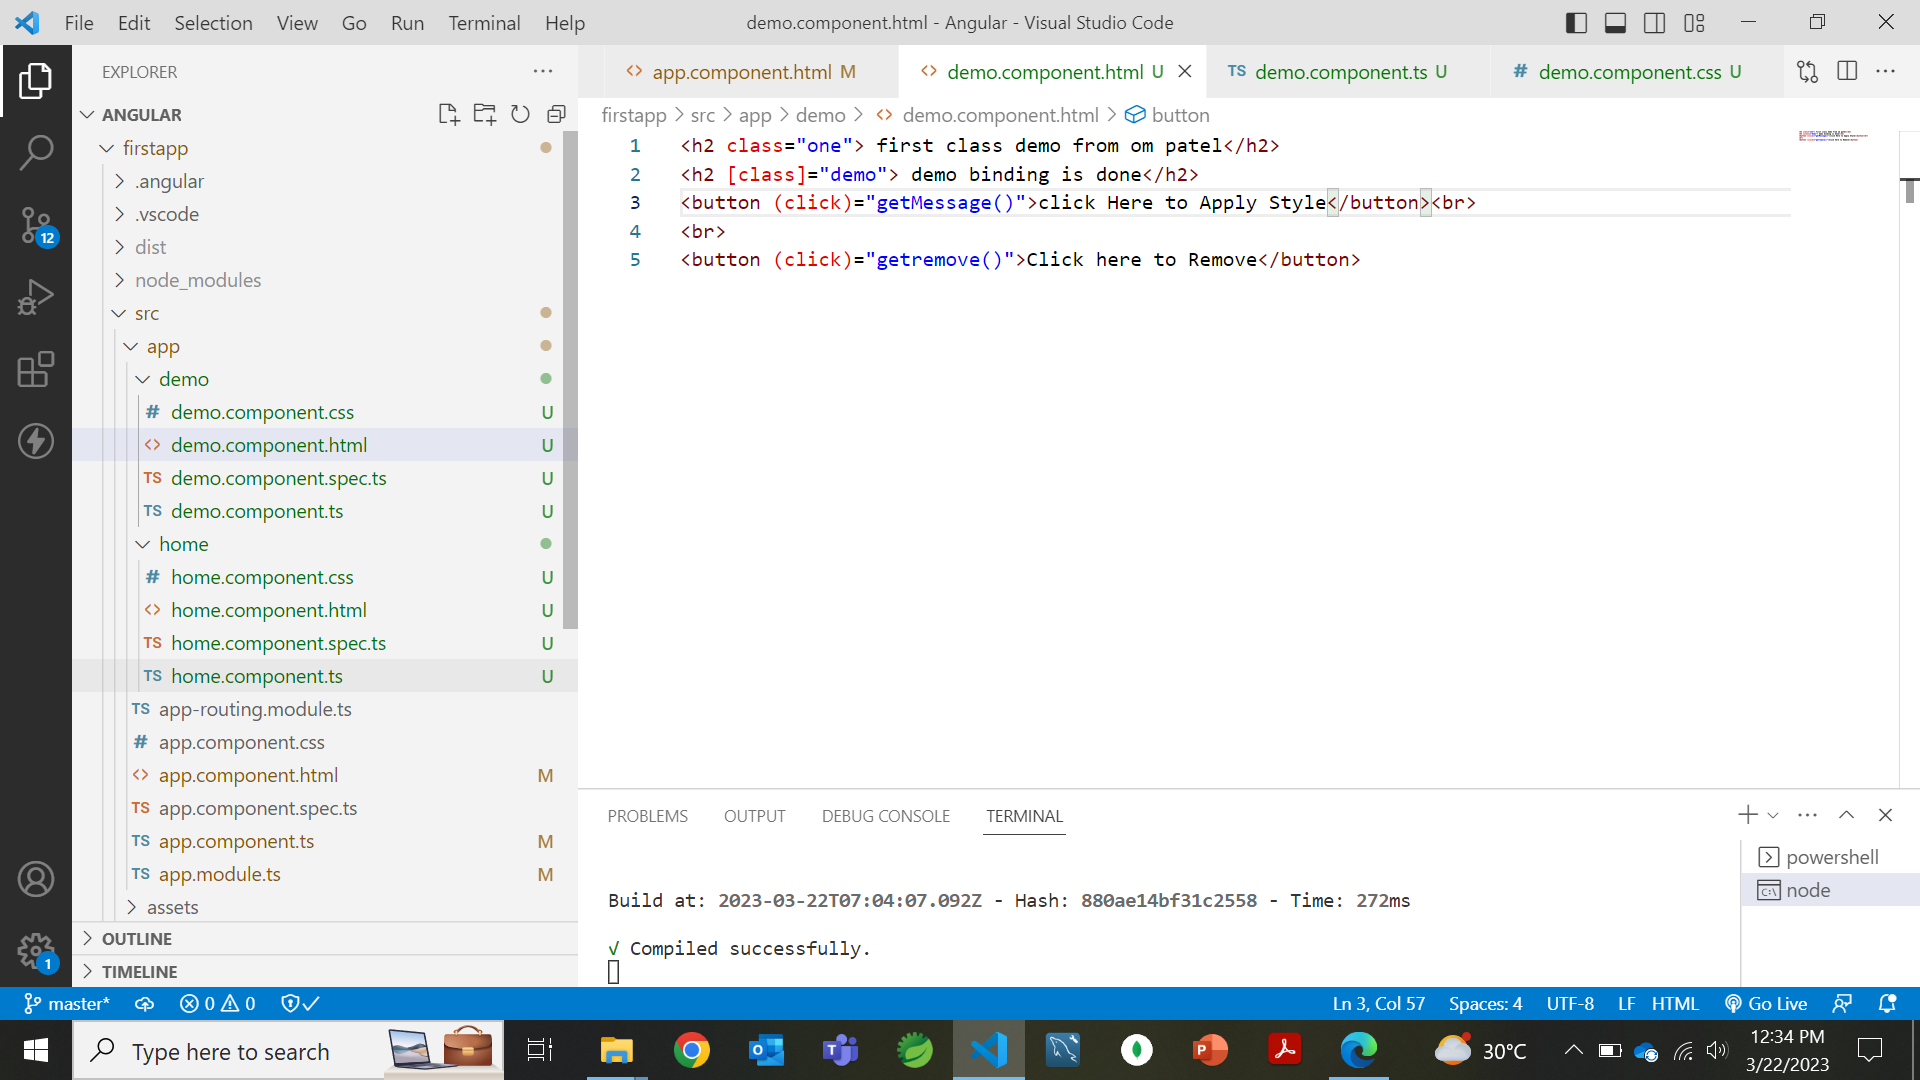 File Edit Selection View Go Run Terminal Help
demo.component.html - Angular - Visual Studio Code
EXPLORER
ANGULAR
firstapp
.angular
.vscode
dist
node_modules
src
app
demo
demo.component.css U
demo.component.html U
demo.component.spec.ts U
demo.component.ts U
home
home.component.css U
home.component.html U
home.component.spec.ts U
home.component.ts U
app-routing.module.ts
app.component.css
app.component.html M
app.component.spec.ts
app.component.ts M
app.module.ts M
assets
OUTLINE
TIMELINE
12
1
app.component.html M
demo.component.html U
TS demo.component.ts U
# demo.component.css U
firstapp > src > app > demo > demo.component.html > button
1 <h2 class="one"> first class demo from om patel</h2>
2 <h2 [class]="demo"> demo binding is done</h2>
3 <button (click)="getMessage()">click Here to Apply Style</button><br>
4 <br>
5 <button (click)="getremove()">Click here to Remove</button>
PROBLEMS OUTPUT DEBUG CONSOLE TERMINAL
Build at: 2023-03-22T07:04:07.092Z - Hash: 880ae14bf31c2558 - Time: 272ms
√ Compiled successfully.
powershell
node
master* 0 0
Ln 3, Col 57 Spaces: 4 UTF-8 LF HTML Go Live
Type here to search
30°C
12:34 PM
3/22/2023